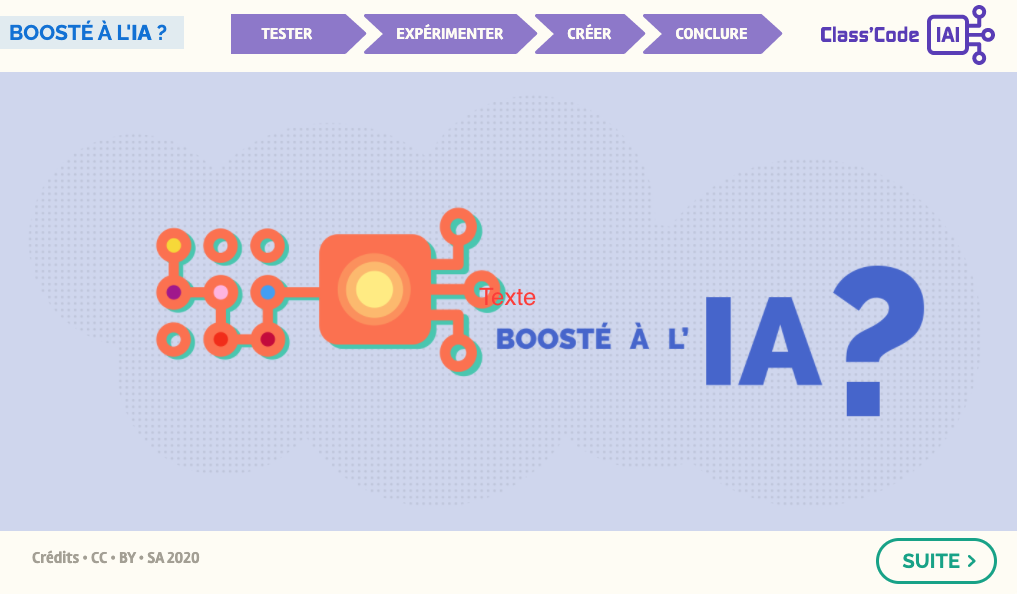 BOOSTÉ À L'IA ?
TESTER
EXPÉRIMENTER
CRÉER
CONCLURE
Class'Code IAI
Texte
BOOSTÉ À L' IA ?
Crédits • CC • BY • SA 2020
SUITE >